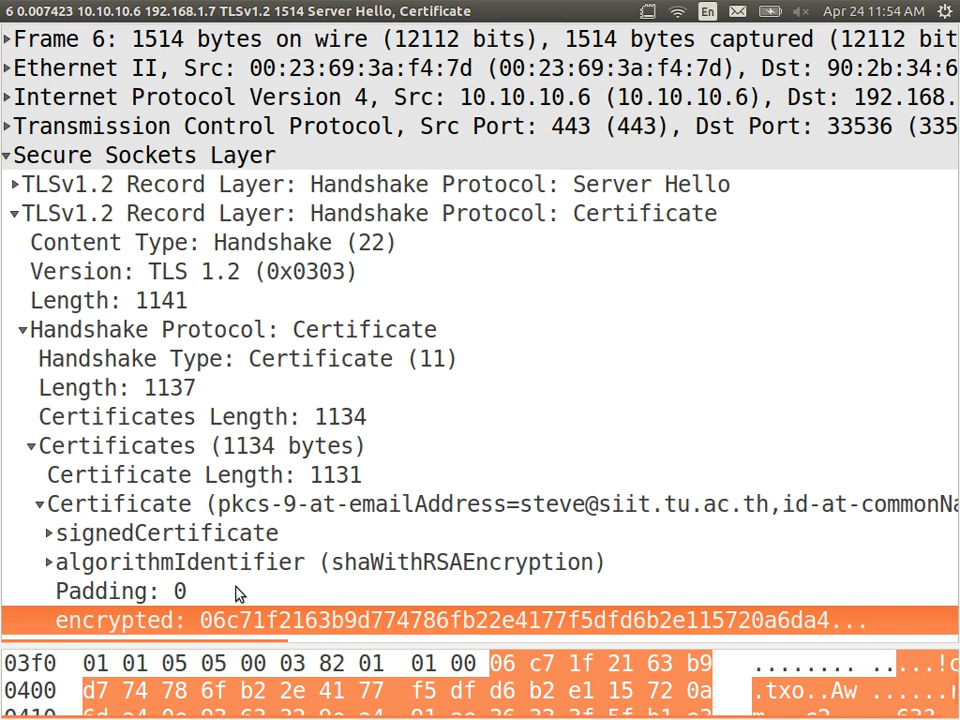 6 0.007423 10.10.10.6 192.168.1.7 TLSv1.2 1514 Server Hello, Certificate En Apr 24 11:54 AM
Frame 6: 1514 bytes on wire (12112 bits), 1514 bytes captured (12112 bit
Ethernet II, Src: 00:23:69:3a:f4:7d (00:23:69:3a:f4:7d), Dst: 90:2b:34:6
Internet Protocol Version 4, Src: 10.10.10.6 (10.10.10.6), Dst: 192.168.
Transmission Control Protocol, Src Port: 443 (443), Dst Port: 33536 (335
Secure Sockets Layer
TLSv1.2 Record Layer: Handshake Protocol: Server Hello
TLSv1.2 Record Layer: Handshake Protocol: Certificate
Content Type: Handshake (22)
Version: TLS 1.2 (0x0303)
Length: 1141
Handshake Protocol: Certificate
Handshake Type: Certificate (11)
Length: 1137
Certificates Length: 1134
Certificates (1134 bytes)
Certificate Length: 1131
Certificate (pkcs-9-at-emailAddress=steve@siit.tu.ac.th,id-at-commonNa
signedCertificate
algorithmIdentifier (shaWithRSAEncryption)
Padding: 0
encrypted: 06c71f2163b9d774786fb22e4177f5dfd6b2e115720a6da4...
03f0 01 01 05 05 00 03 82 01 01 00 06 c7 1f 21 63 b9 ........ ......!c
0400 d7 74 78 6f b2 2e 41 77 f5 df d6 b2 e1 15 72 0a .txo..Aw ......r